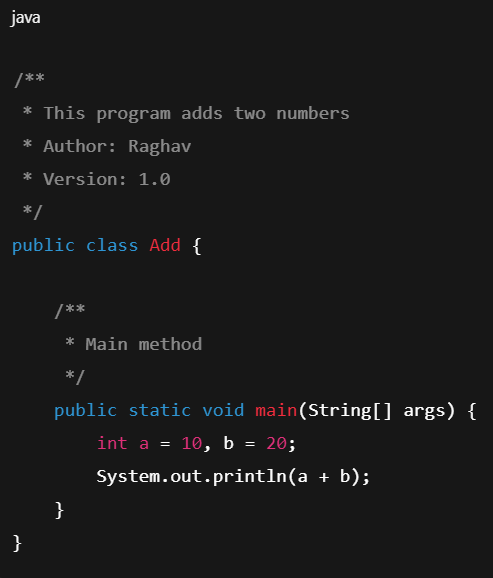 java
/**
 * This program adds two numbers
 * Author: Raghav
 * Version: 1.0
 */
public class Add {
    /**
     * Main method
     */
    public static void main(String[] args) {
        int a = 10, b = 20;
        System.out.println(a + b);
    }
}